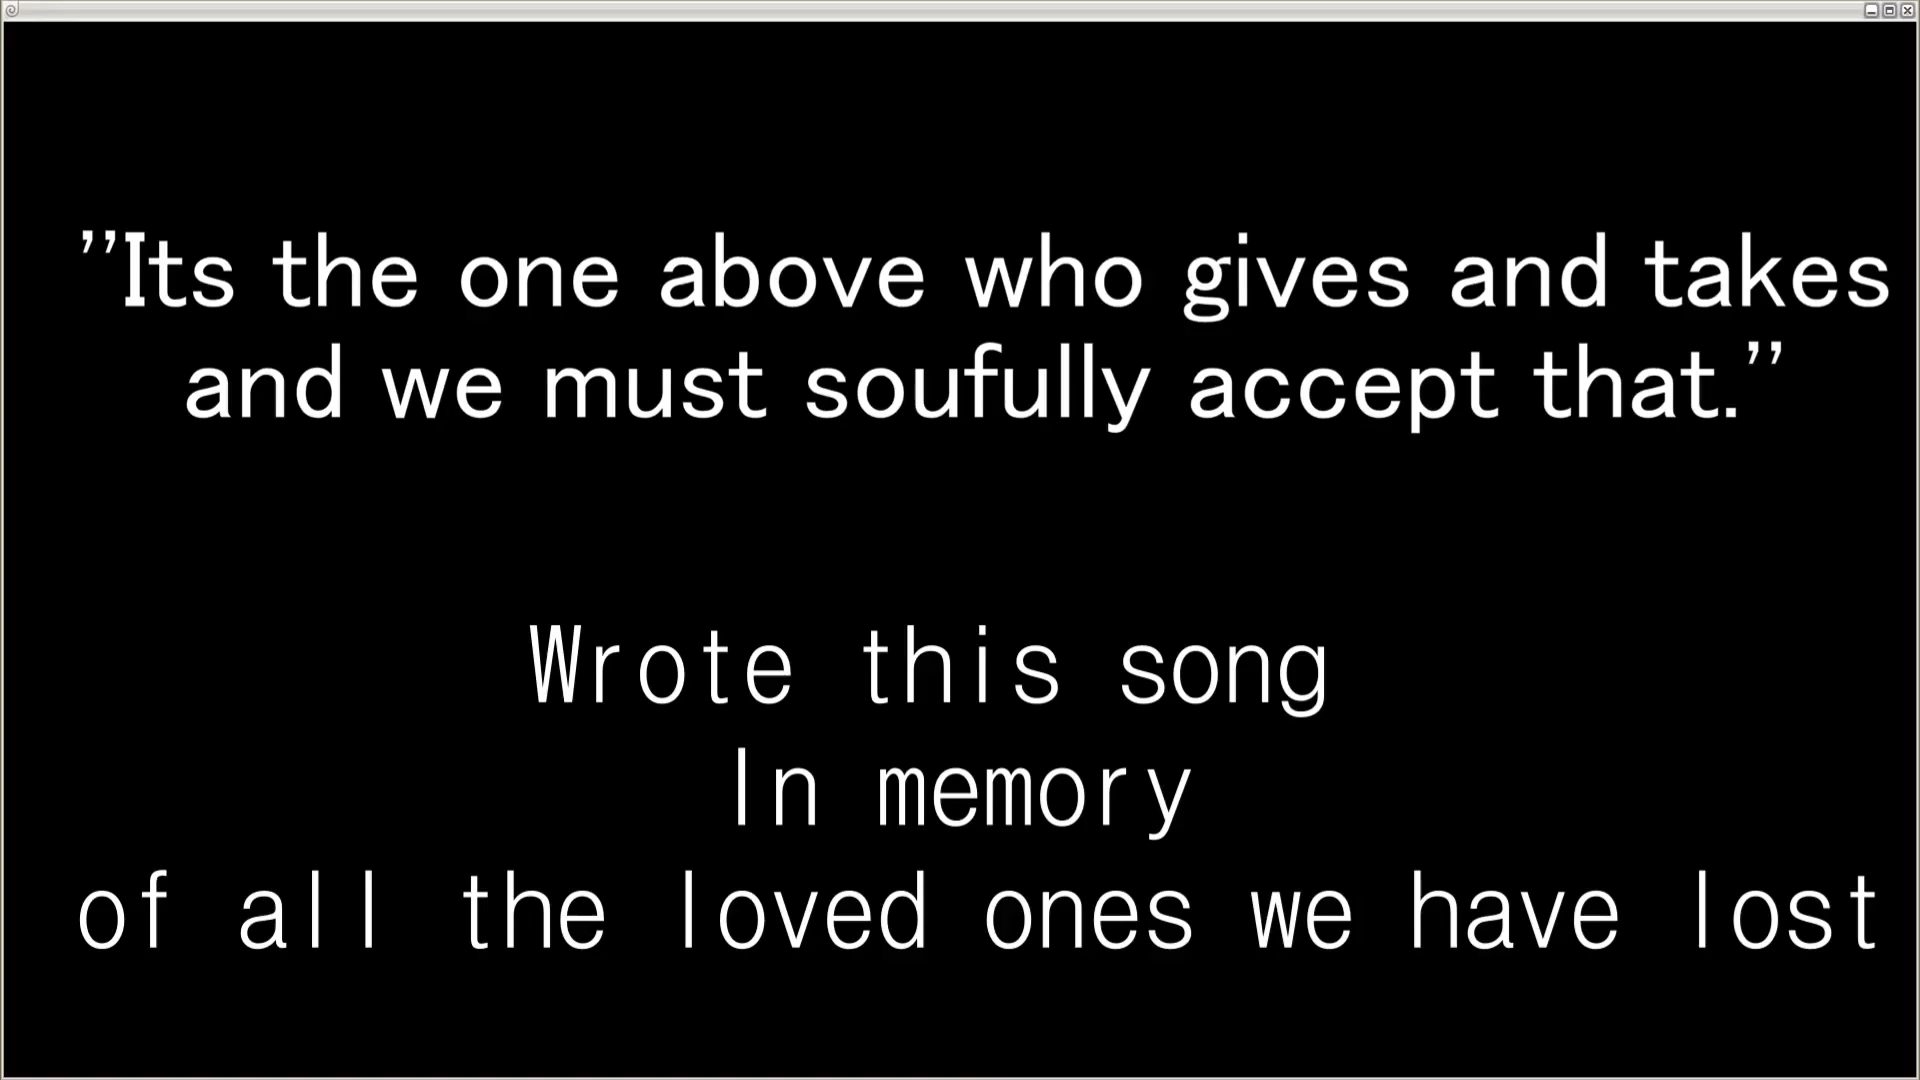 "Its the one above who gives and takes
and we must soufully accept that."
Wrote this song
In memory
of all the loved ones we have lost